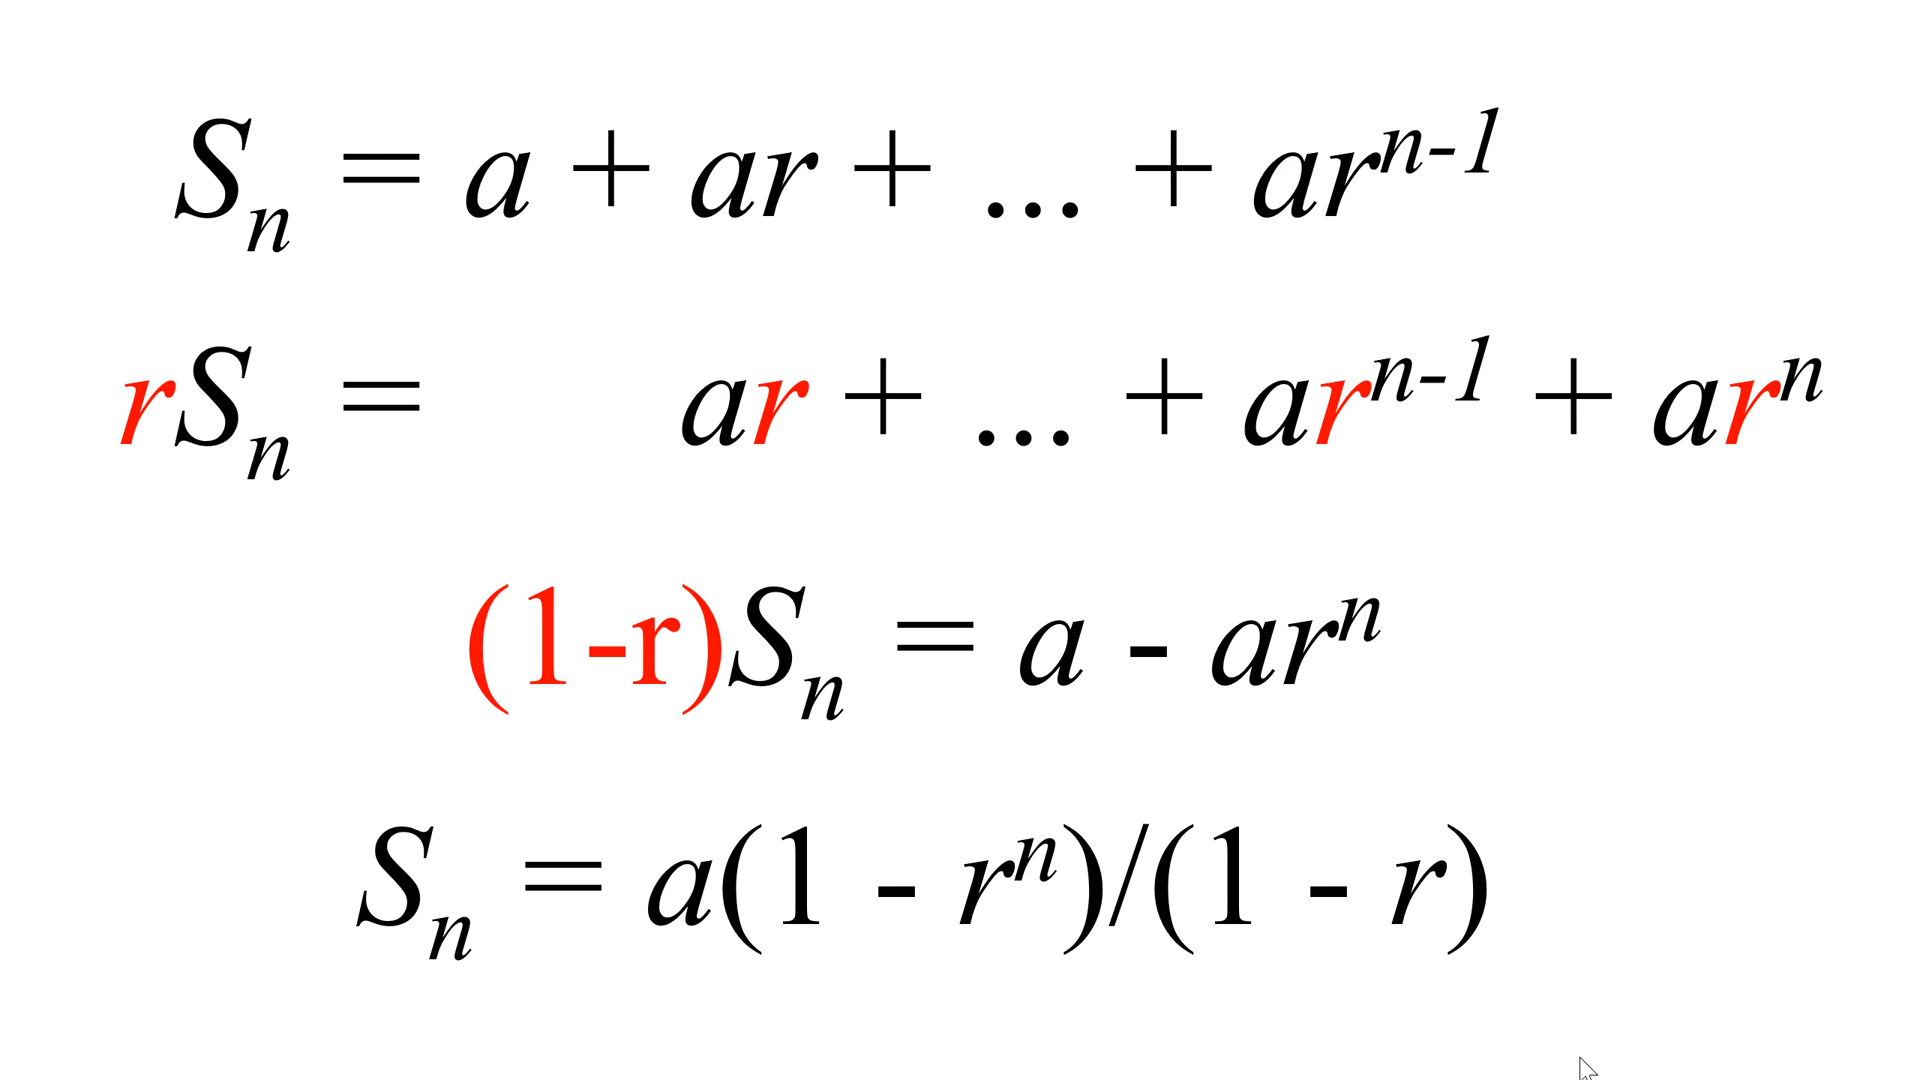 Sₙ = a + ar + ... + arⁿ⁻¹
rSₙ = ar + ... + arⁿ⁻¹ + arⁿ
(1-r)Sₙ = a - arⁿ
Sₙ = a(1 - rⁿ)/(1 - r)